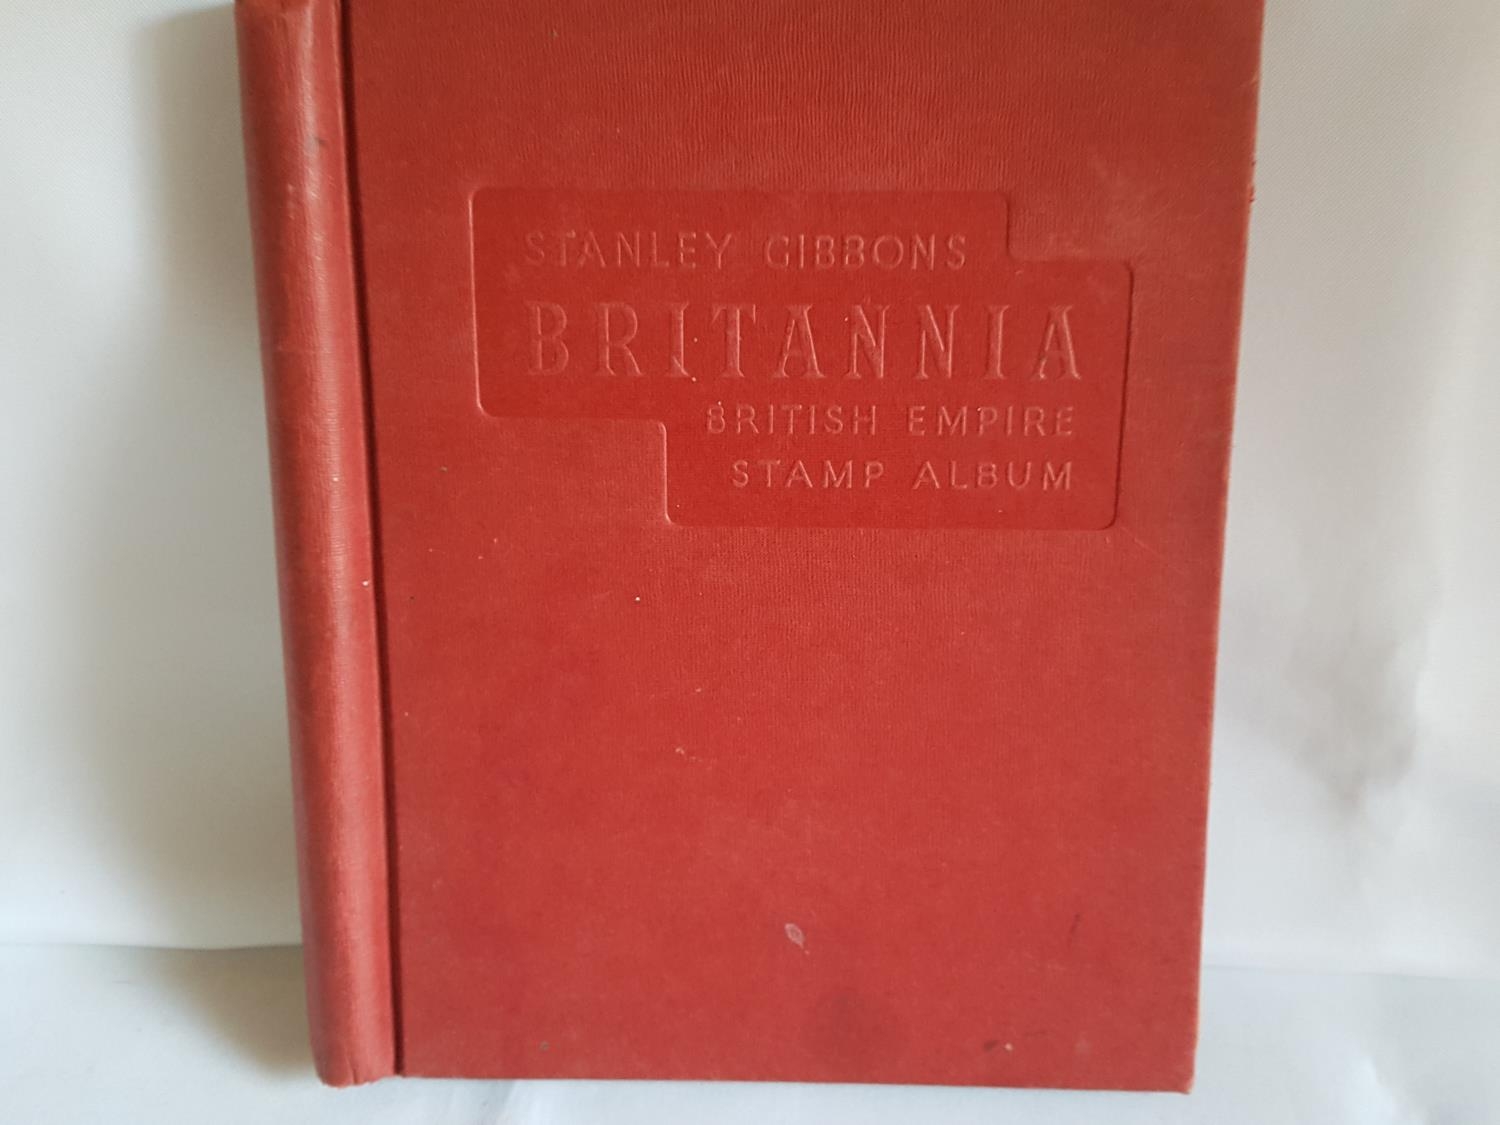 STANLEY GIBBONS
BRITANNIA
BRITISH EMPIRE
STAMP ALBUM